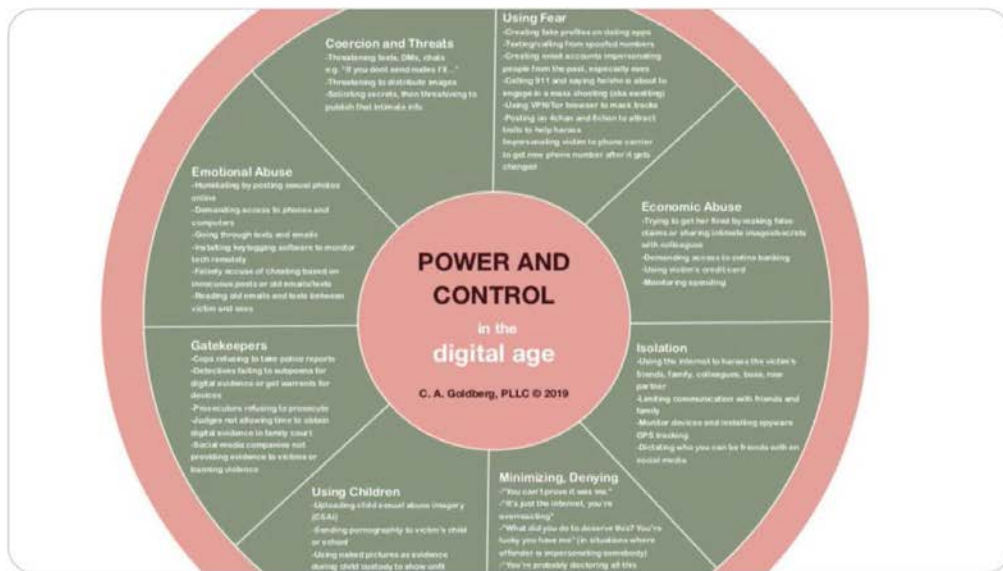 Using Fear
-Creating fake profiles on dating apps
-Texting/calling from spoofed numbers
-Creating email accounts impersonating
people from the past, especially exes
-Calling 911 and saying he/she is about to
engage in a mass shooting (aka swatting)
-Using VPN/Tor browser to mask tracks
-Posting on 4chan and 8chan to attract
trolls to help harass
Impersonating victim to phone carrier
to get new phone number after it gets
changed
Economic Abuse
-Trying to get her fired by making false
claims or sharing intimate images/secrets
with colleagues
-Demanding access to online banking
-Using victim's credit card
-Monitoring spending
Isolation
-Using the internet to harass the victim's
friends, family, colleagues, boss, new
partner
-Limiting communication with friends and
family
-Monitor devices and installing spyware
GPS tracking
-Dictating who you can be friends with on
social media
Minimizing, Denying
-"You can't prove it was me."
-"It's just the internet, you're
overreacting"
-"What did you do to deserve this? You're
lucky you have me" (in situations where
offender is impersonating somebody)
-"You're probably doctoring all this
Using Children
-Uploading child sexual abuse imagery
(CSAI)
-Sending pornography to victim's child
or school
-Using naked pictures as evidence
during child custody to show unfit
Gatekeepers
-Cops refusing to take police reports
-Detectives failing to subpoena for
digital evidence or get warrants for
devices
-Prosecutors refusing to prosecute
-Judges not allowing time to obtain
digital evidence in family court
-Social media companies not
providing evidence to victims or
banning violence
Emotional Abuse
-Humiliating by posting sexual photos
online
-Demanding access to phones and
computers
-Going through texts and emails
-Installing keylogging software to monitor
tech remotely
-Falsely accuse of cheating based on
innocuous posts or old emails/texts
-Reading old emails and texts between
victim and exes
Coercion and Threats
-Threatening texts, DMs, chats
e.g. "If you dont send nudes I'll..."
-Threatening to distribute images
-Soliciting secrets, then threatening to
publish that intimate info
POWER AND
CONTROL
in the
digital age
C. A. Goldberg, PLLC © 2019